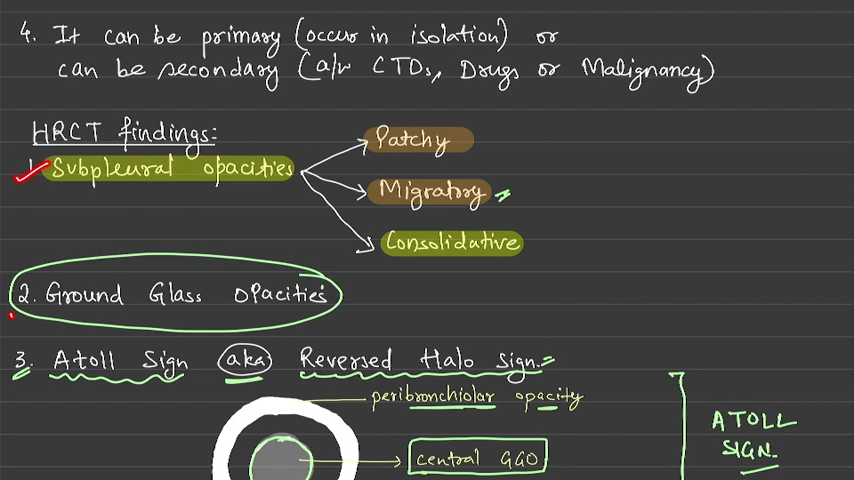 4. It can be primary (occur in isolation) or
can be secondary (a/w CTDs, Drugs or Malignancy)
HRCT findings:
1. Subpleural opacities
Patchy
Migratory
Consolidative
2. Ground Glass opacities
3. Atoll Sign (aka) Reversed Halo Sign.
peribronchiolar opacity
central GGO
ATOLL
SIGN.